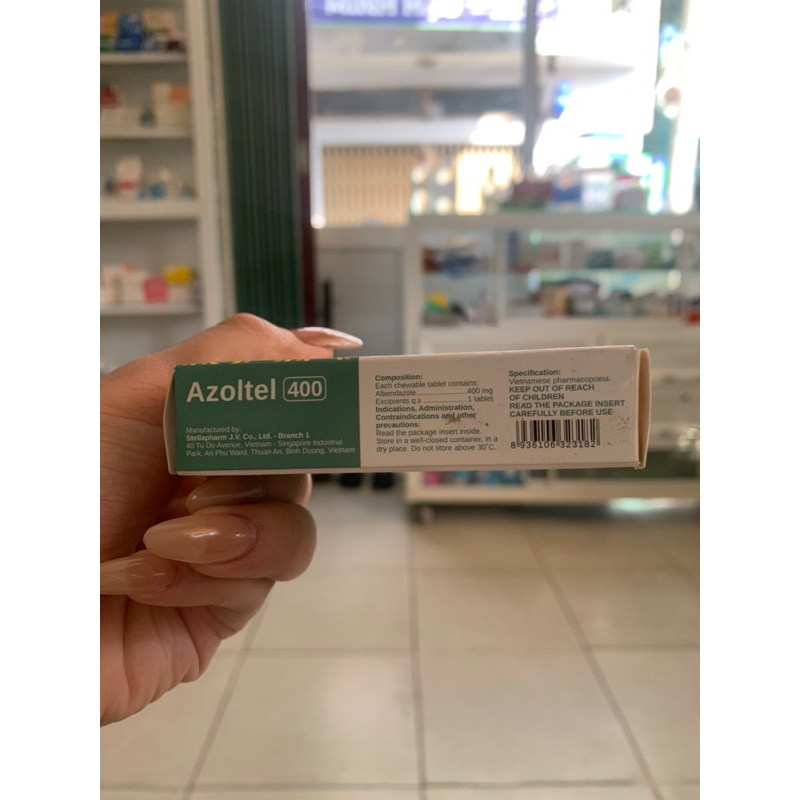 Azoltel 400
Manufactured by:
Stellapharm J.V. Co., Ltd. - Branch 1
40 Tu Do Avenue, Vietnam - Singapore Industrial
Park, An Phu Ward, Thuan An, Binh Duong, Vietnam
Composition:
Each chewable tablet contains:
Albendazole..................400 mg
Excipients q.s................1 tablet
Indications, Administration,
Contraindications and other
precautions:
Read the package insert inside.
Store in a well-closed container, in a
dry place. Do not store above 30°C.
Specification:
Vietnamese pharmacopoeia.
KEEP OUT OF REACH
OF CHILDREN
READ THE PACKAGE INSERT
CAREFULLY BEFORE USE
8 936106 323182